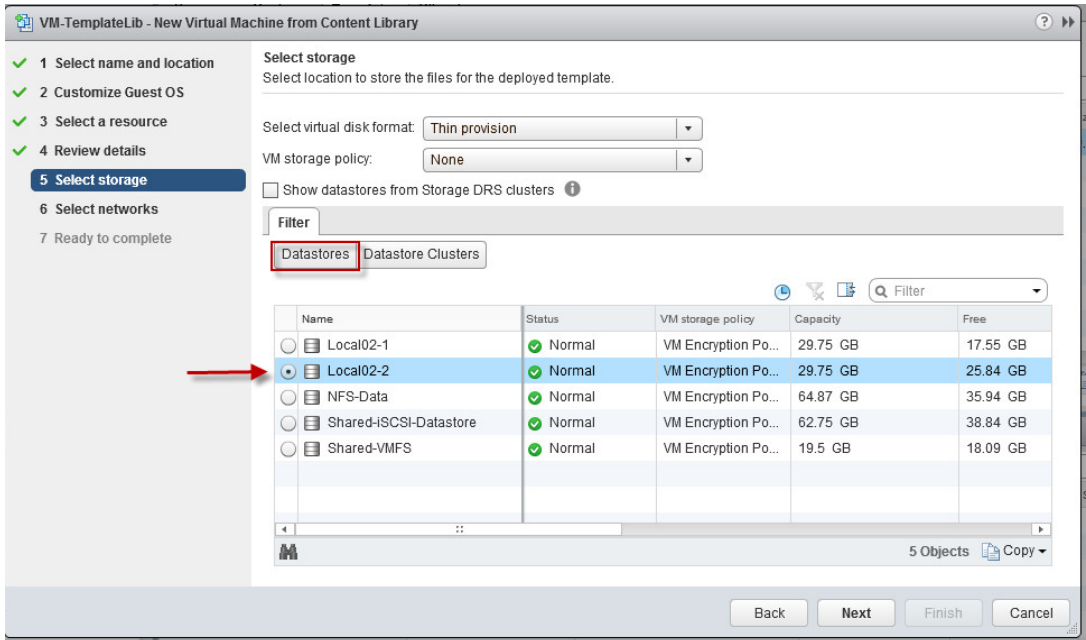 VM-TemplateLib - New Virtual Machine from Content Library
1 Select name and location
2 Customize Guest OS
3 Select a resource
4 Review details
5 Select storage
6 Select networks
7 Ready to complete
Select storage
Select location to store the files for the deployed template.
Select virtual disk format: Thin provision
VM storage policy: None
Show datastores from Storage DRS clusters
Filter
Datastores Datastore Clusters
Filter
Name Status VM storage policy Capacity Free
Local02-1 Normal VM Encryption Po... 29.75 GB 17.55 GB
Local02-2 Normal VM Encryption Po... 29.75 GB 25.84 GB
NFS-Data Normal VM Encryption Po... 64.87 GB 35.94 GB
Shared-iSCSI-Datastore Normal VM Encryption Po... 62.75 GB 38.84 GB
Shared-VMFS Normal VM Encryption Po... 19.5 GB 18.09 GB
5 Objects Copy
Back Next Finish Cancel